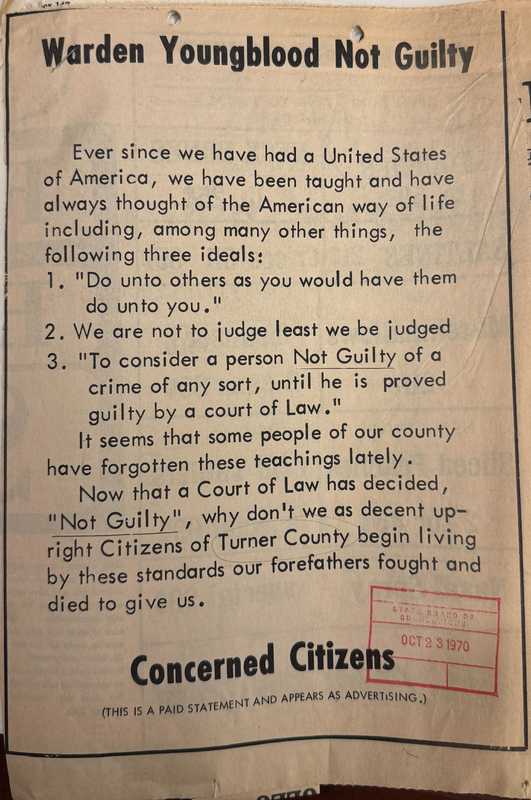 Warden Youngblood Not Guilty
Ever since we have had a United States
of America, we have been taught and have
always thought of the American way of life
including, among many other things, the
following three ideals:
1. "Do unto others as you would have them
do unto you."
2. We are not to judge least we be judged
3. "To consider a person Not Guilty of a
crime of any sort, until he is proved
guilty by a court of Law."
It seems that some people of our county
have forgotten these teachings lately.
Now that a Court of Law has decided,
"Not Guilty", why don't we as decent up-
right Citizens of Turner County begin living
by these standards our forefathers fought and
died to give us.
STATE BOARD OF
OCT 23 1970
Concerned Citizens
(THIS IS A PAID STATEMENT AND APPEARS AS ADVERTISING.)